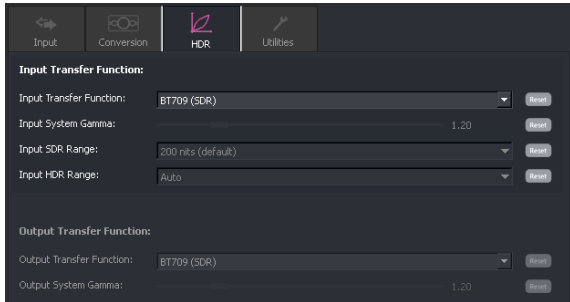 Input
Conversion
HDR
Utilities
Input Transfer Function:
Input Transfer Function: BT709 (SDR) Reset
Input System Gamma: 1.20 Reset
Input SDR Range: 200 nits (default) Reset
Input HDR Range: Auto Reset
Output Transfer Function:
Output Transfer Function: BT709 (SDR) Reset
Output System Gamma: 1.20 Reset